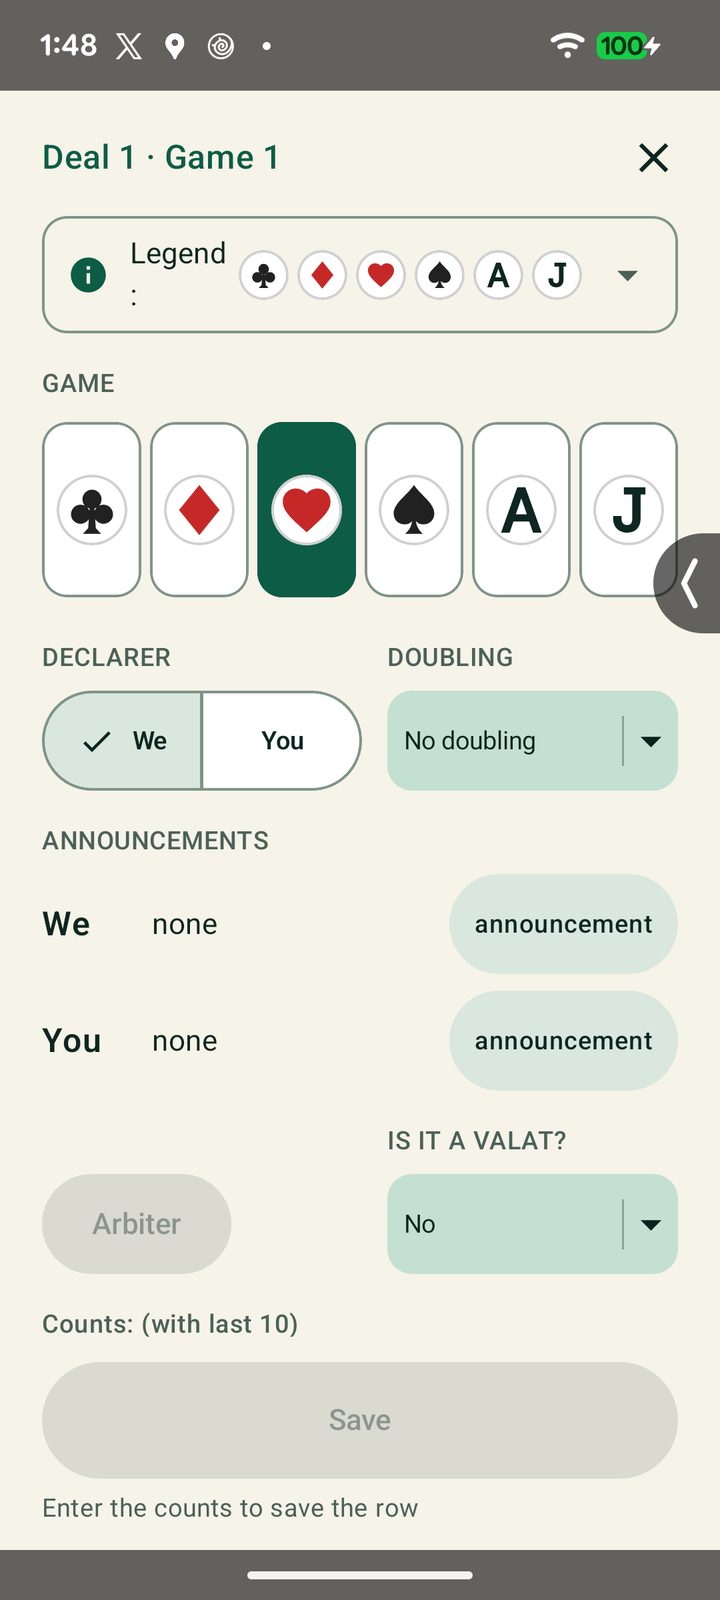 1:48
100
Deal 1 · Game 1
Legend
:
A J
GAME
A J
DECLARER DOUBLING
We You No doubling
ANNOUNCEMENTS
We none announcement
You none announcement
IS IT A VALAT?
Arbiter No
Counts: (with last 10)
Save
Enter the counts to save the row